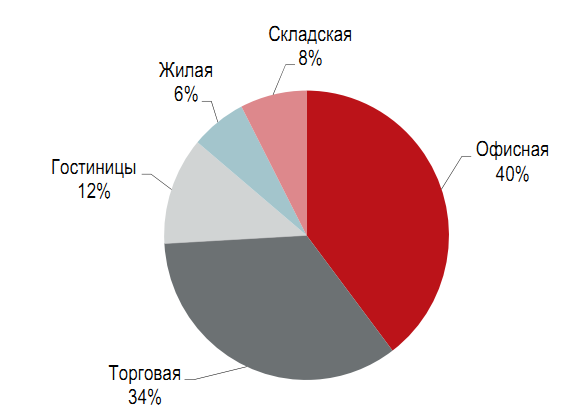 Складская
8%
Жилая
6%
Офисная
40%
Гостиницы
12%
Торговая
34%